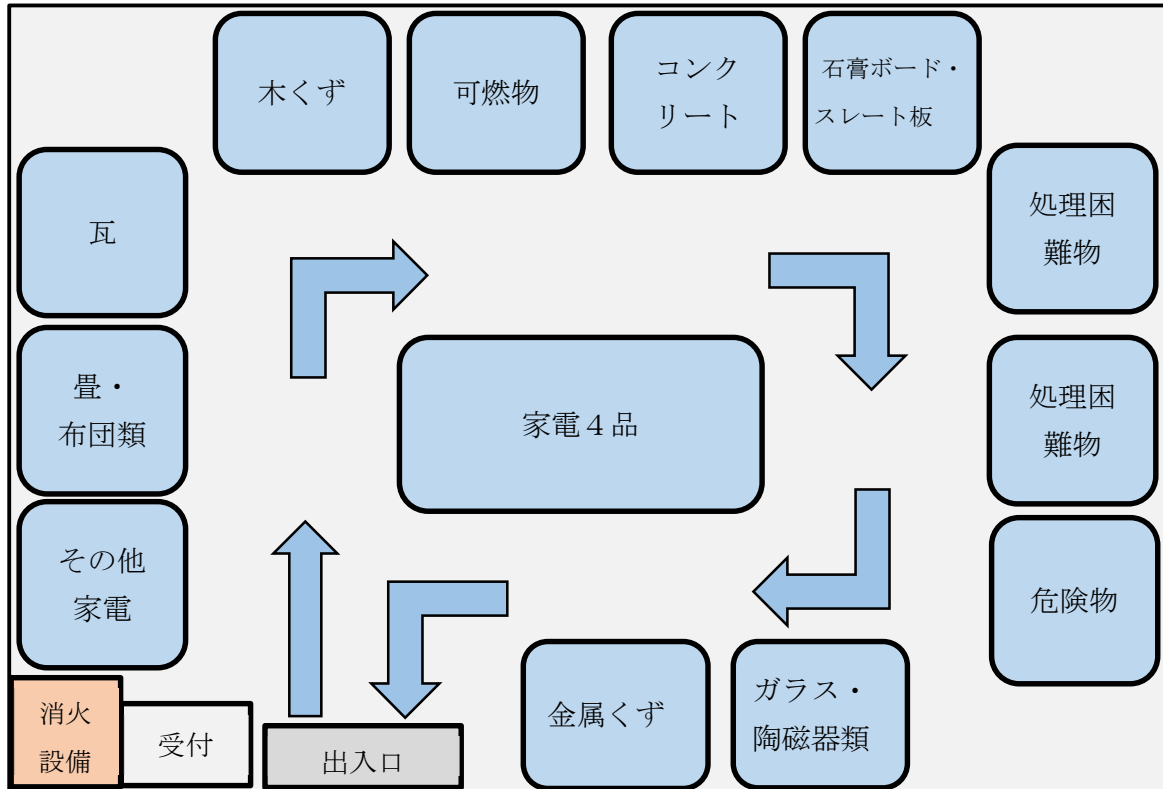 木くず
可燃物
コンク
リート
石膏ボード・
スレート板
瓦
処理困
難物
畳・
布団類
家電４品
処理困
難物
その他
家電
危険物
消火
設備
受付
出入口
金属くず
ガラス・
陶磁器類